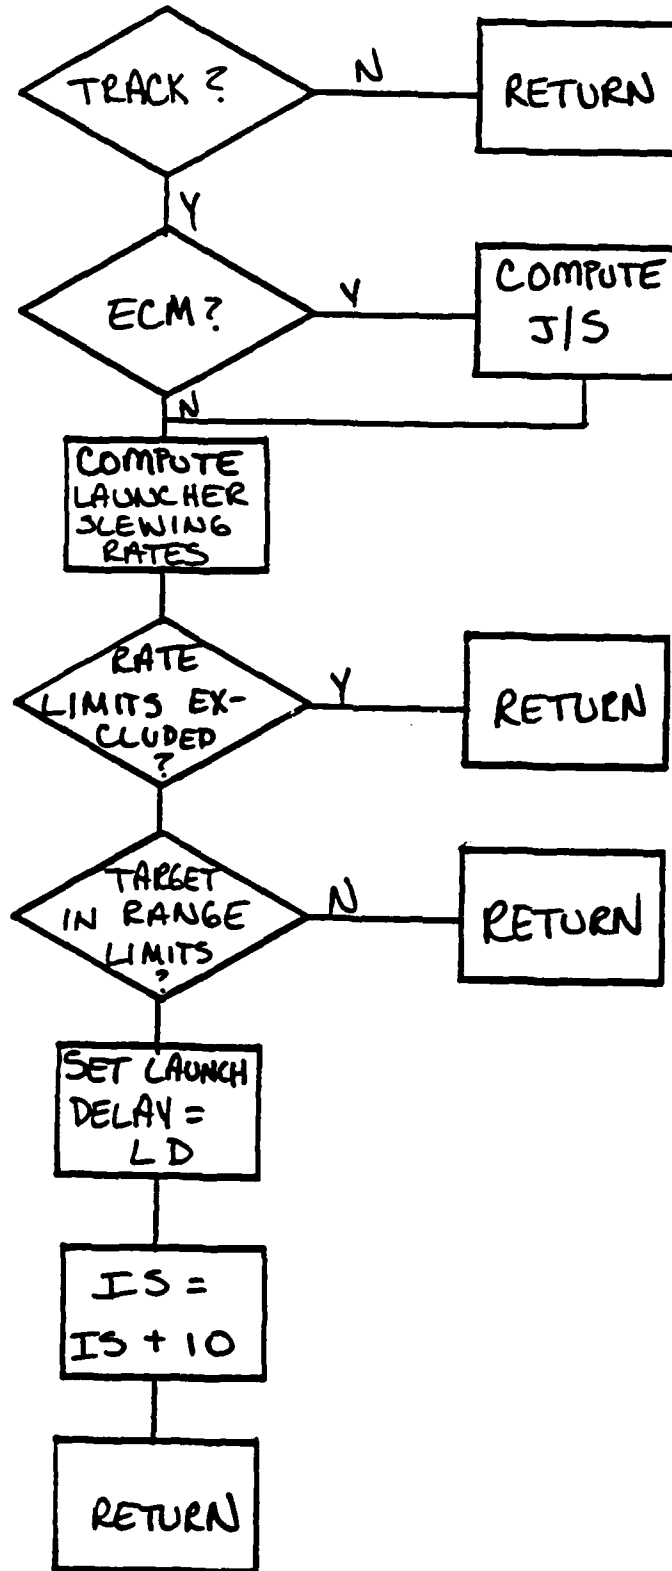 TRACK?
N
RETURN
Y
ECM?
Y
COMPUTE
J/S
N
COMPUTE
LAUNCHER
SLEWING
RATES
RATE
LIMITS EX-
CLUDED
?
Y
RETURN
TARGET
IN RANGE
LIMITS
?
N
RETURN
SET LAUNCH
DELAY =
LD
IS =
IS + 10
RETURN